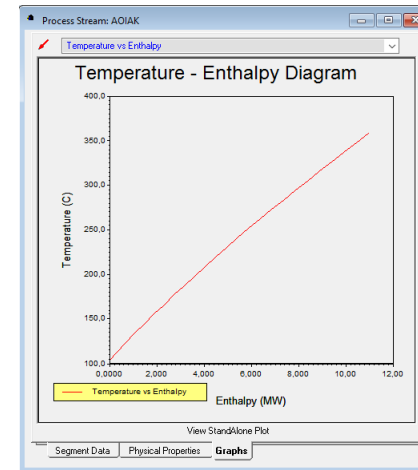 Process Stream: AOIAK
Temperature vs Enthalpy
Temperature - Enthalpy Diagram
400,0
350,0
300,0
250,0
200,0
150,0
100,0
Temperature (C)
0,0000 2,000 4,000 6,000 8,000 10,00 12,00
Temperature vs Enthalpy
Enthalpy (MW)
View StandAlone Plot
Segment Data Physical Properties Graphs